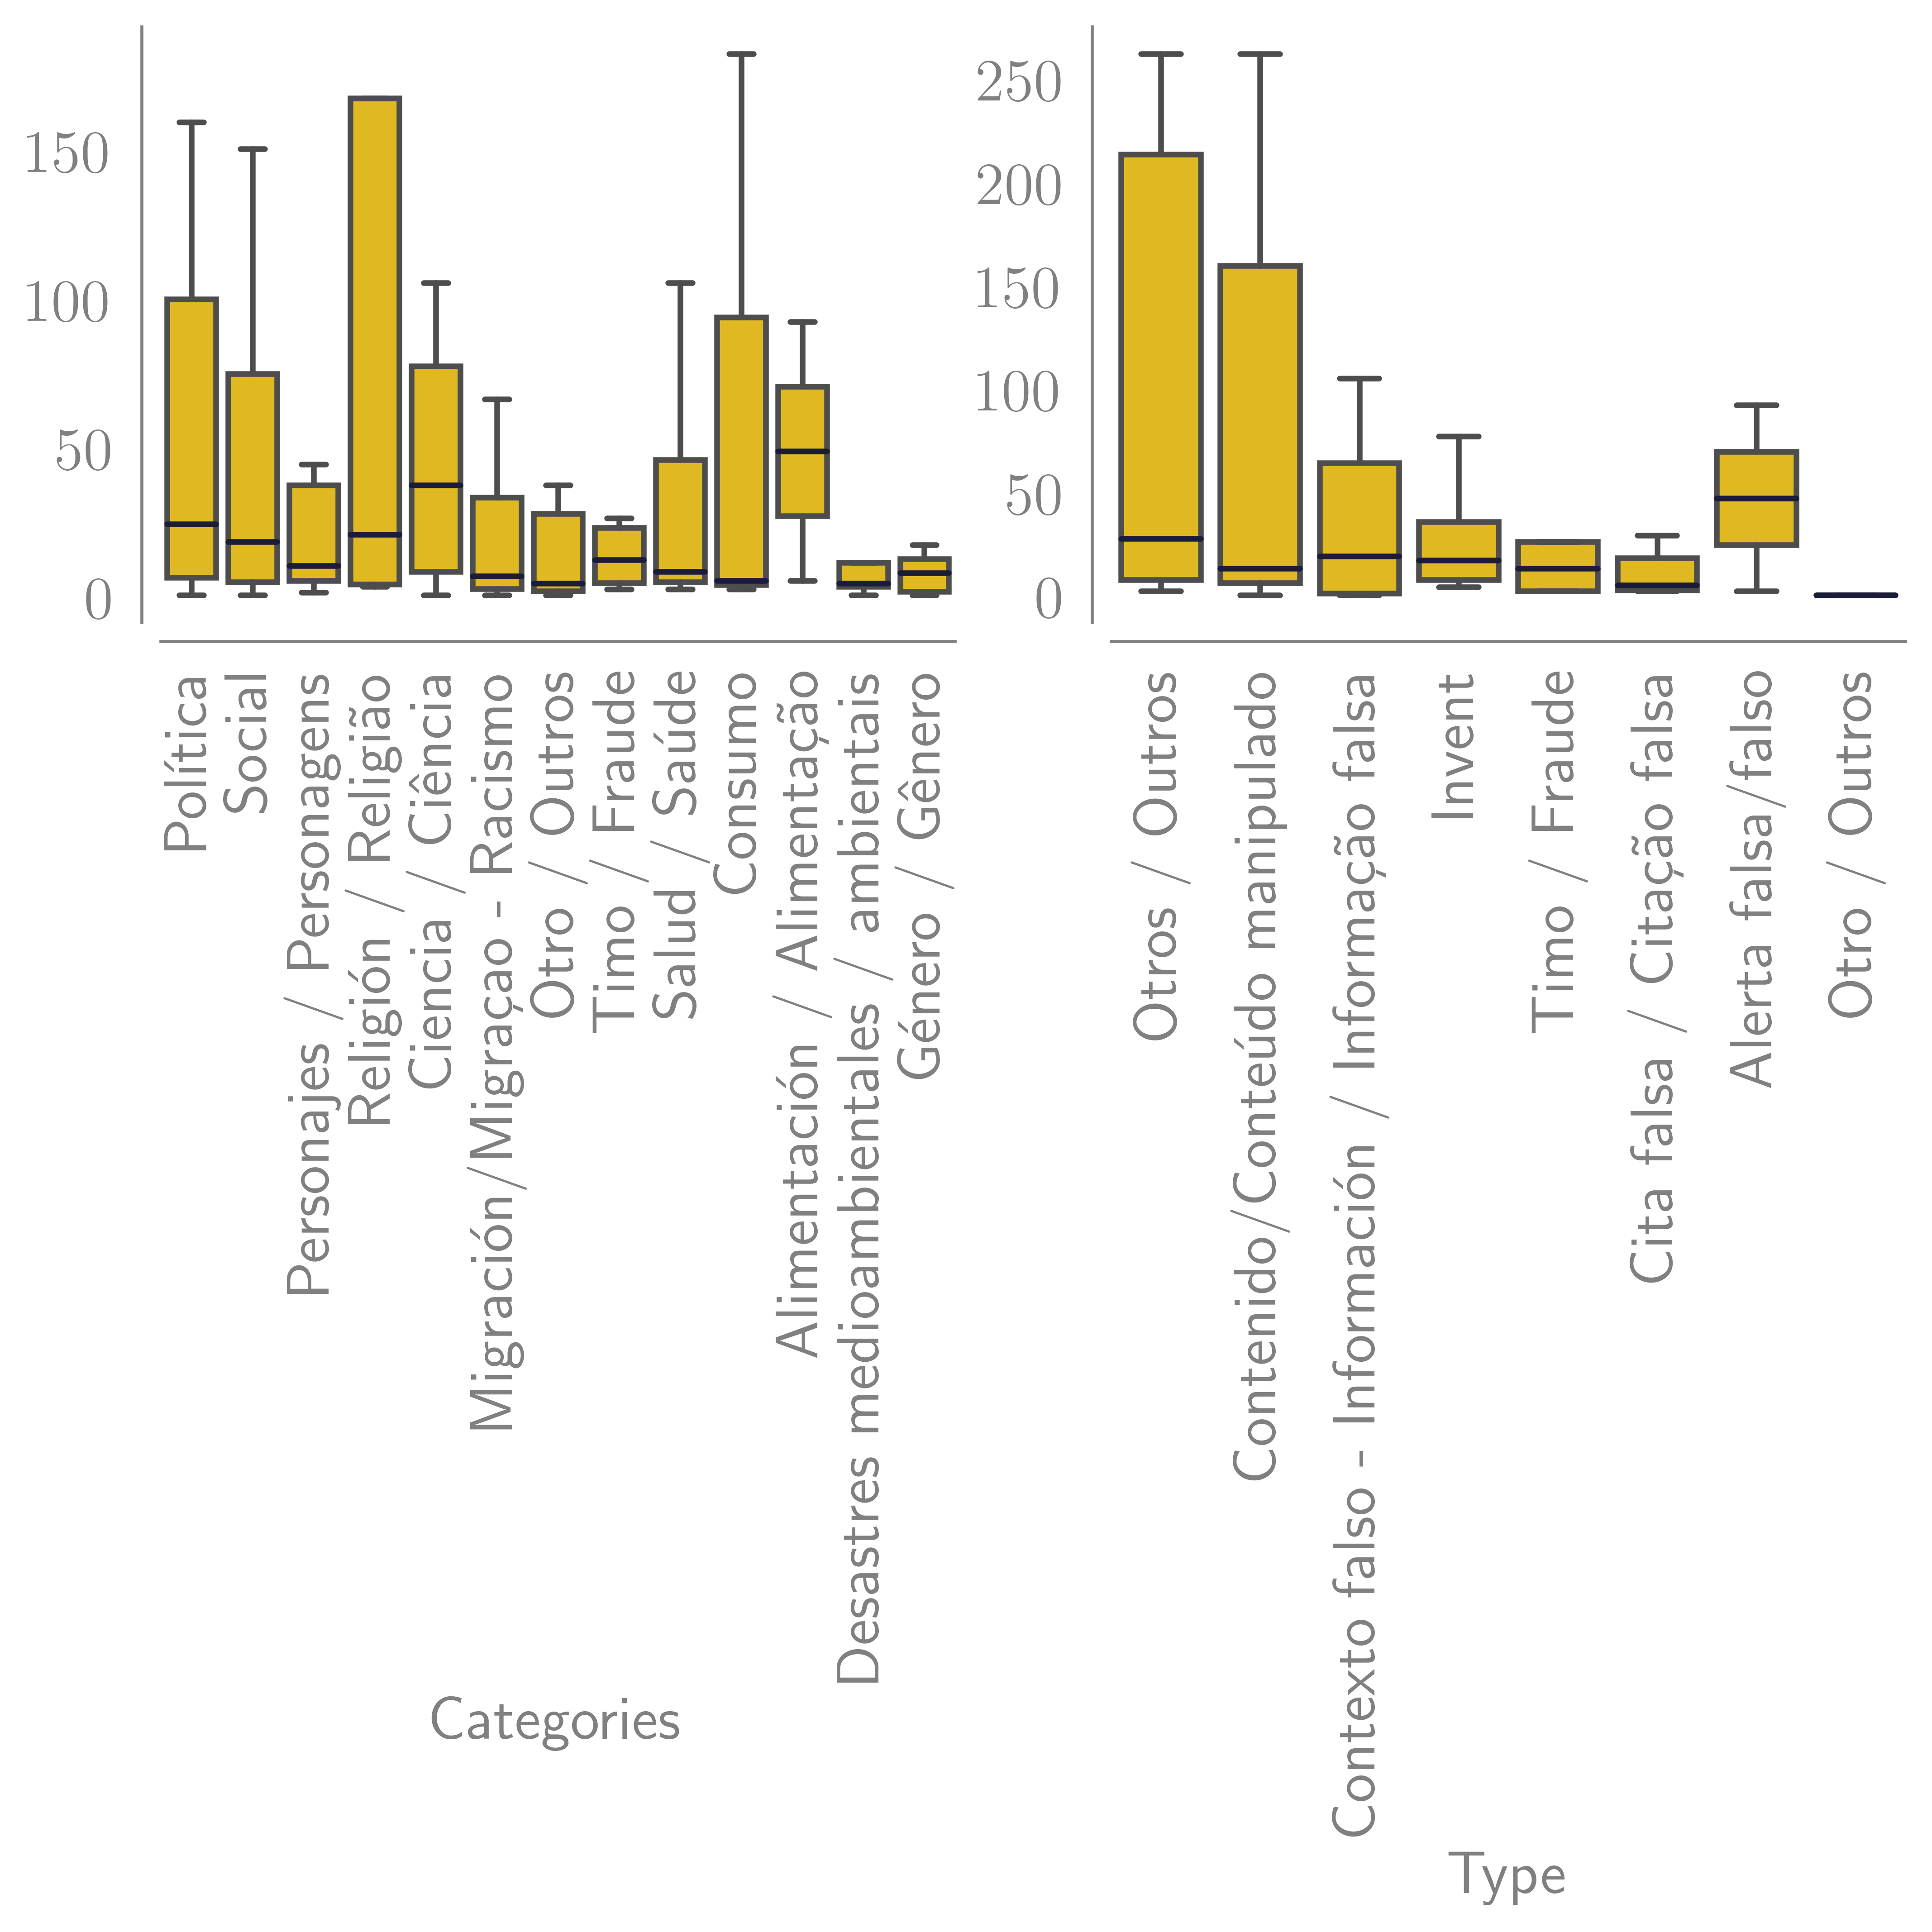 150
100
50
0
Política
Social
Personajes / Personagens
Religión / Religião
Ciencia / Ciência
Migración/Migraçao - Racismo
Otro / Outros
Timo / Fraude
Salud / Saúde
Consumo
Alimentación / Alimentação
Desastres medioambientales / ambientais
Género / Gênero
Categories
250
200
150
100
50
0
Otros / Outros
Contenido/Conteúdo manipulado
Contexto falso - Información / Informação falsa
Invent
Timo / Fraude
Cita falsa / Citação falsa
Alerta falsa/falso
Otro / Outros
Type